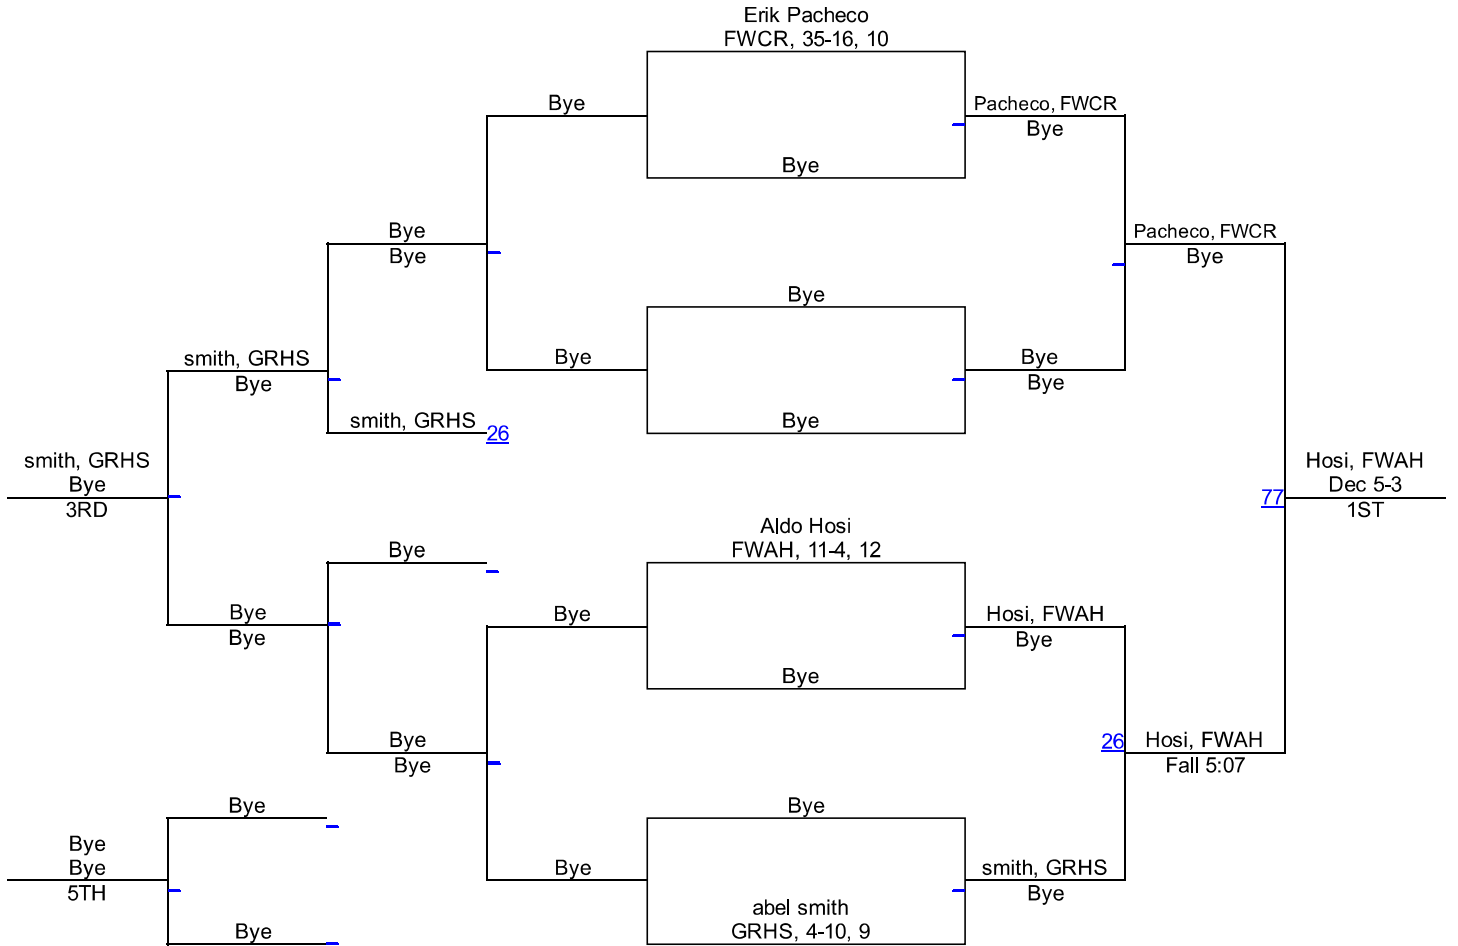 Erik Pacheco
FWCR, 35-16, 10
Bye
Pacheco, FWCR
Bye
Bye
Bye
Pacheco, FWCR
Bye
Bye
Bye
Bye
Bye
Bye
Bye
smith, GRHS
Bye
smith, GRHS
26
Bye
smith, GRHS
Bye
3RD
Hosi, FWAH
Dec 5-3
77
1ST
Aldo Hosi
FWAH, 11-4, 12
Bye
Bye
Bye
Bye
Hosi, FWAH
Bye
Bye
Bye
Bye
26
Hosi, FWAH
Fall 5:07
Bye
Bye
Bye
Bye
Bye
5TH
Bye
smith, GRHS
Bye
abel smith
GRHS, 4-10, 9
Bye